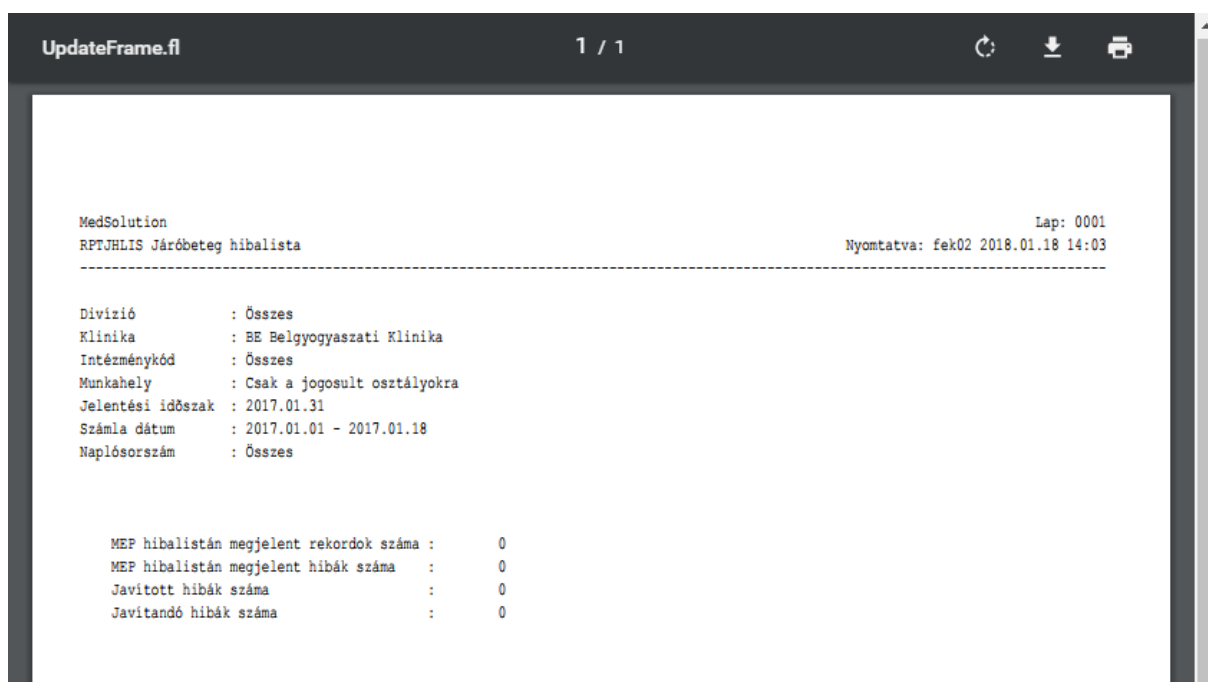 UpdateFrame.fl 1 / 1
MedSolution Lap: 0001
RPTJHLIS Járóbeteg hibalista Nyomtatva: fek02 2018.01.18 14:03
Divízió : Összes
Klinika : BE Belgyogyaszati Klinika
Intézménykód : Összes
Munkahely : Csak a jogosult osztályokra
Jelentési idõszak : 2017.01.31
Számla dátum : 2017.01.01 - 2017.01.18
Naplósorszám : Összes
MEP hibalistán megjelent rekordok száma : 0
MEP hibalistán megjelent hibák száma : 0
Javított hibák száma : 0
Javítandó hibák száma : 0